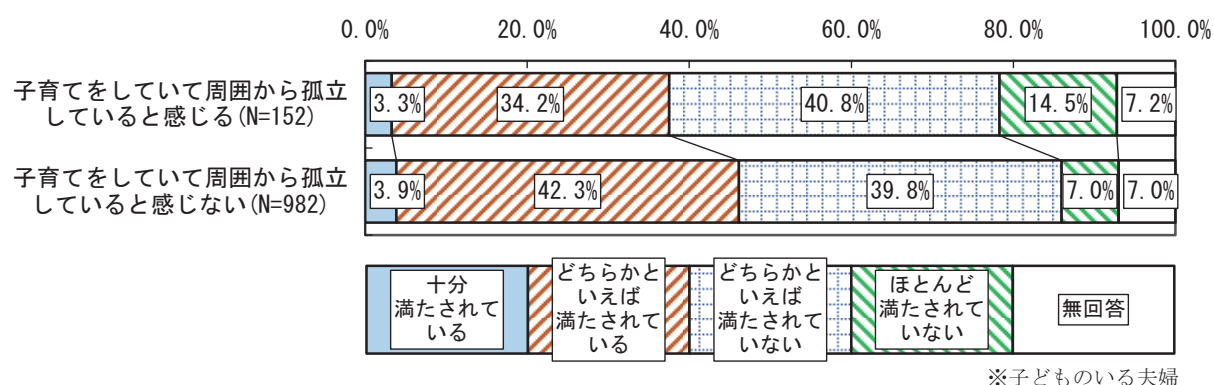 0.0% 20.0% 40.0% 60.0% 80.0% 100.0%
子育てをしていて周囲から孤立
していると感じる(N=152)
3.3% 34.2% 40.8% 14.5% 7.2%
子育てをしていて周囲から孤立
していると感じない(N=982)
3.9% 42.3% 39.8% 7.0% 7.0%
十分
満たされて
いる
どちらかと
いえば
満たされて
いる
どちらかと
いえば
満たされて
いない
ほとんど
満たされて
いない
無回答
※子どものいる夫婦